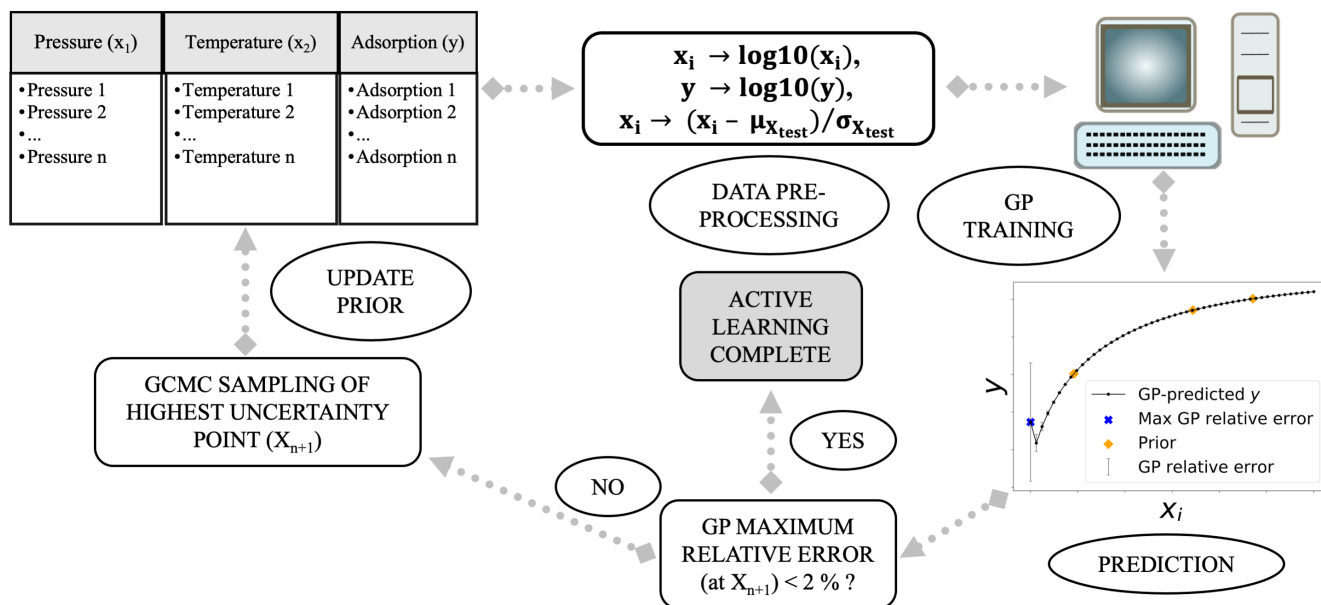 Pressure (x₁) Temperature (x₂) Adsorption (y)
•Pressure 1 •Temperature 1 •Adsorption 1
•Pressure 2 •Temperature 2 •Adsorption 2
•... •... •...
•Pressure n •Temperature n •Adsorption n
xᵢ → log10(xᵢ),
y → log10(y),
xᵢ → (xᵢ − μ_X_test)/σ_X_test
DATA PRE-
PROCESSING
GP
TRAINING
UPDATE
PRIOR
ACTIVE
LEARNING
COMPLETE
GCMC SAMPLING OF
HIGHEST UNCERTAINTY
POINT (Xₙ₊₁)
YES
NO
GP MAXIMUM
RELATIVE ERROR
(at Xₙ₊₁) < 2 % ?
y
GP-predicted y
Max GP relative error
Prior
GP relative error
xᵢ
PREDICTION